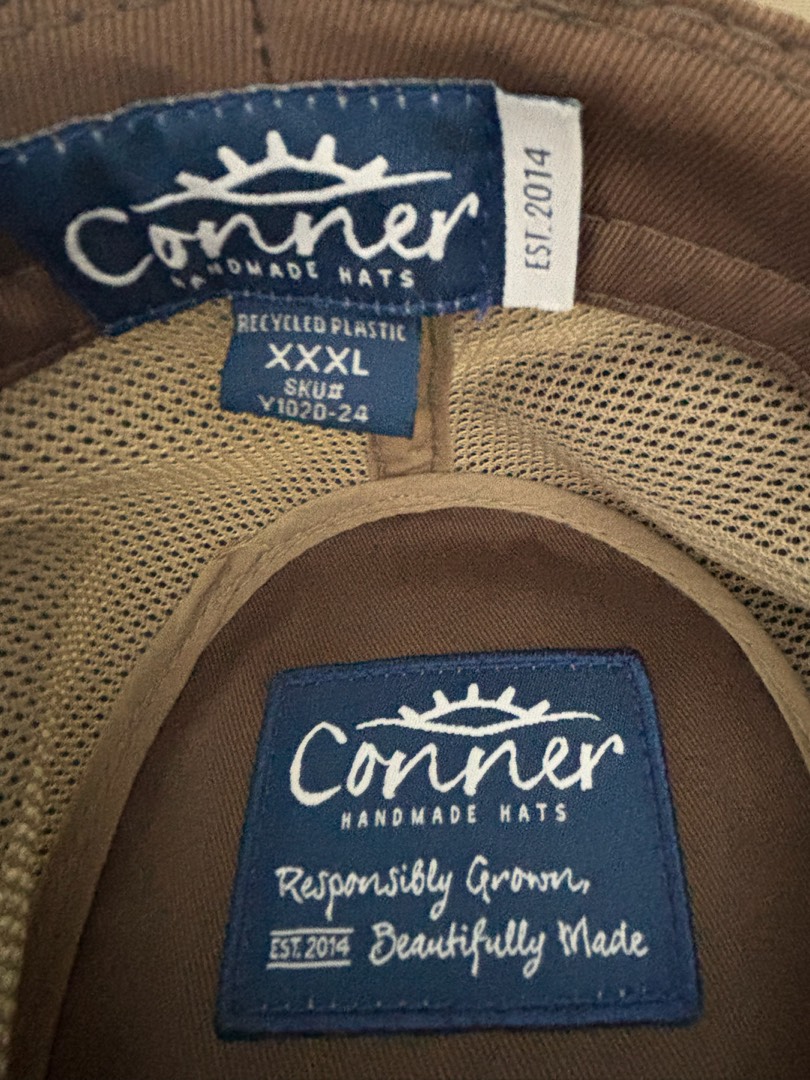 Conner
HANDMADE HATS
EST. 2014
RECYCLED PLASTIC
XXXL
SKU#
Y1020-24
Conner
HANDMADE HATS
Responsibly Grown,
EST. 2014 Beautifully Made